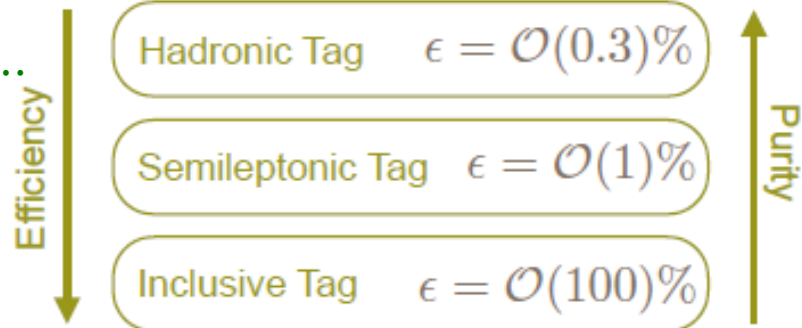 ..
Efficiency
Hadronic Tag ϵ = 𝒪(0.3)%
Semileptonic Tag ϵ = 𝒪(1)%
Inclusive Tag ϵ = 𝒪(100)%
Purity